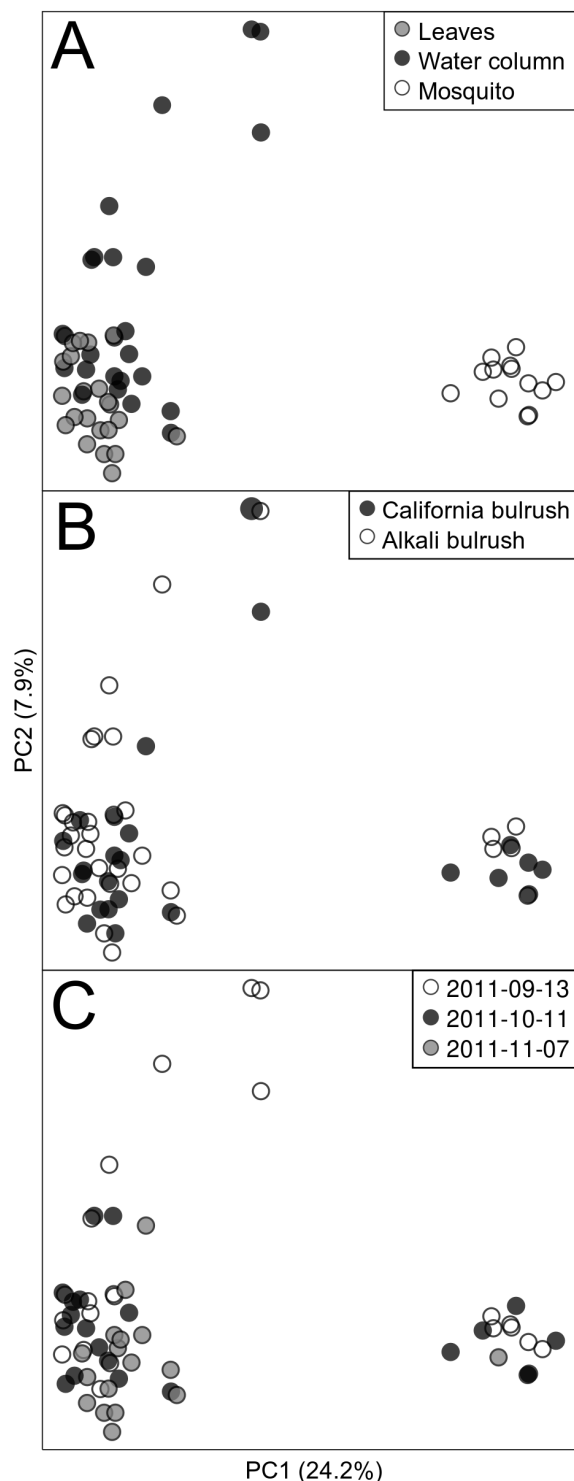 A
Leaves
Water column
Mosquito
B
California bulrush
Alkali bulrush
PC2 (7.9%)
C
2011-09-13
2011-10-11
2011-11-07
PC1 (24.2%)